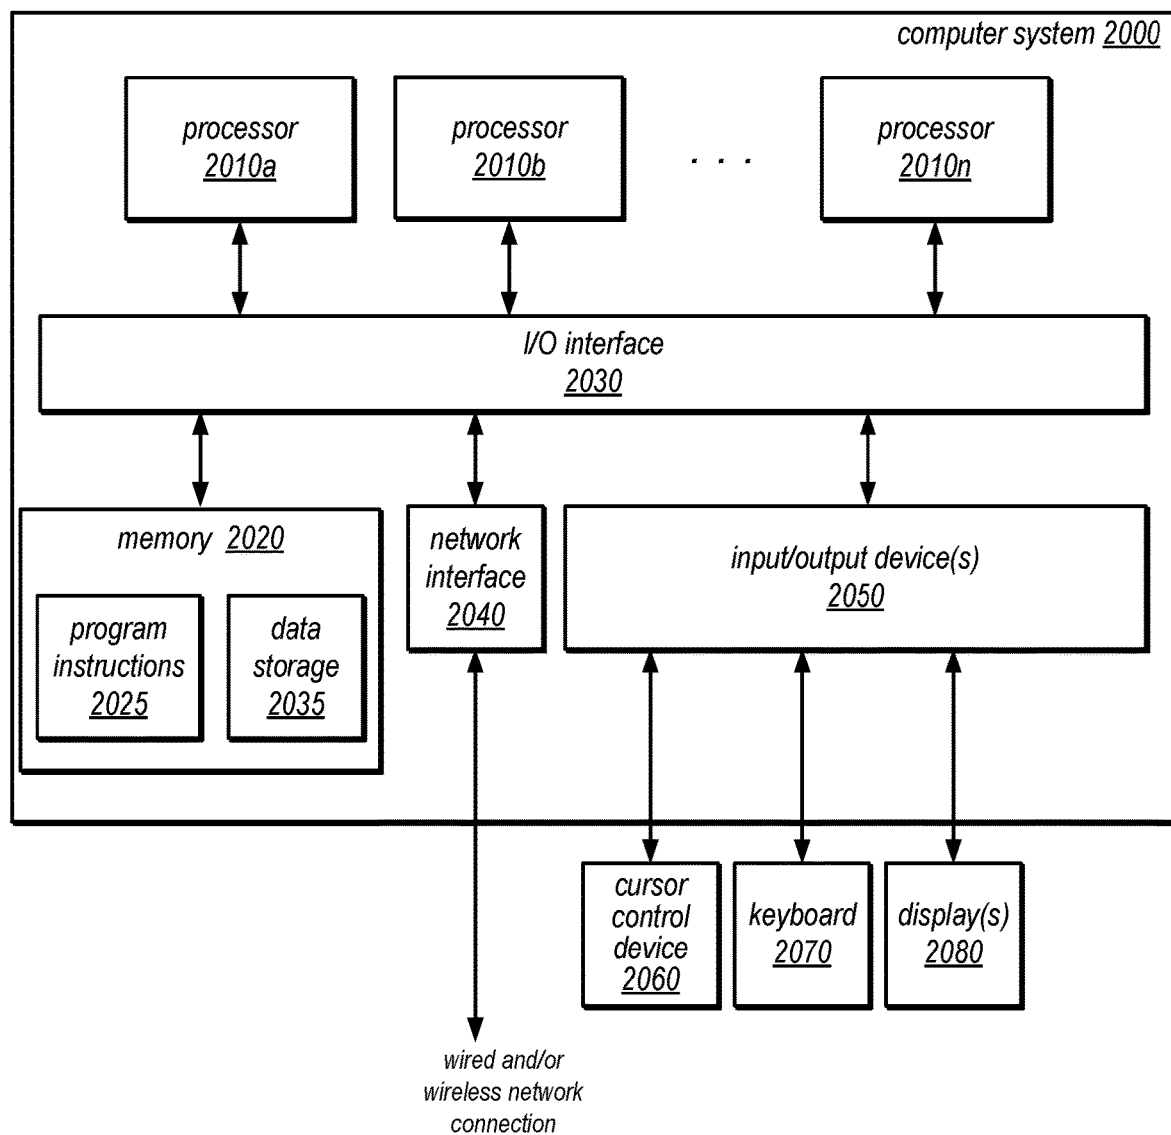 computer system 2000
processor
2010a
processor
2010b
. . .
processor
2010n
I/O interface
2030
memory 2020
program
instructions
2025
data
storage
2035
network
interface
2040
input/output device(s)
2050
cursor
control
device
2060
keyboard
2070
display(s)
2080
wired and/or
wireless network
connection